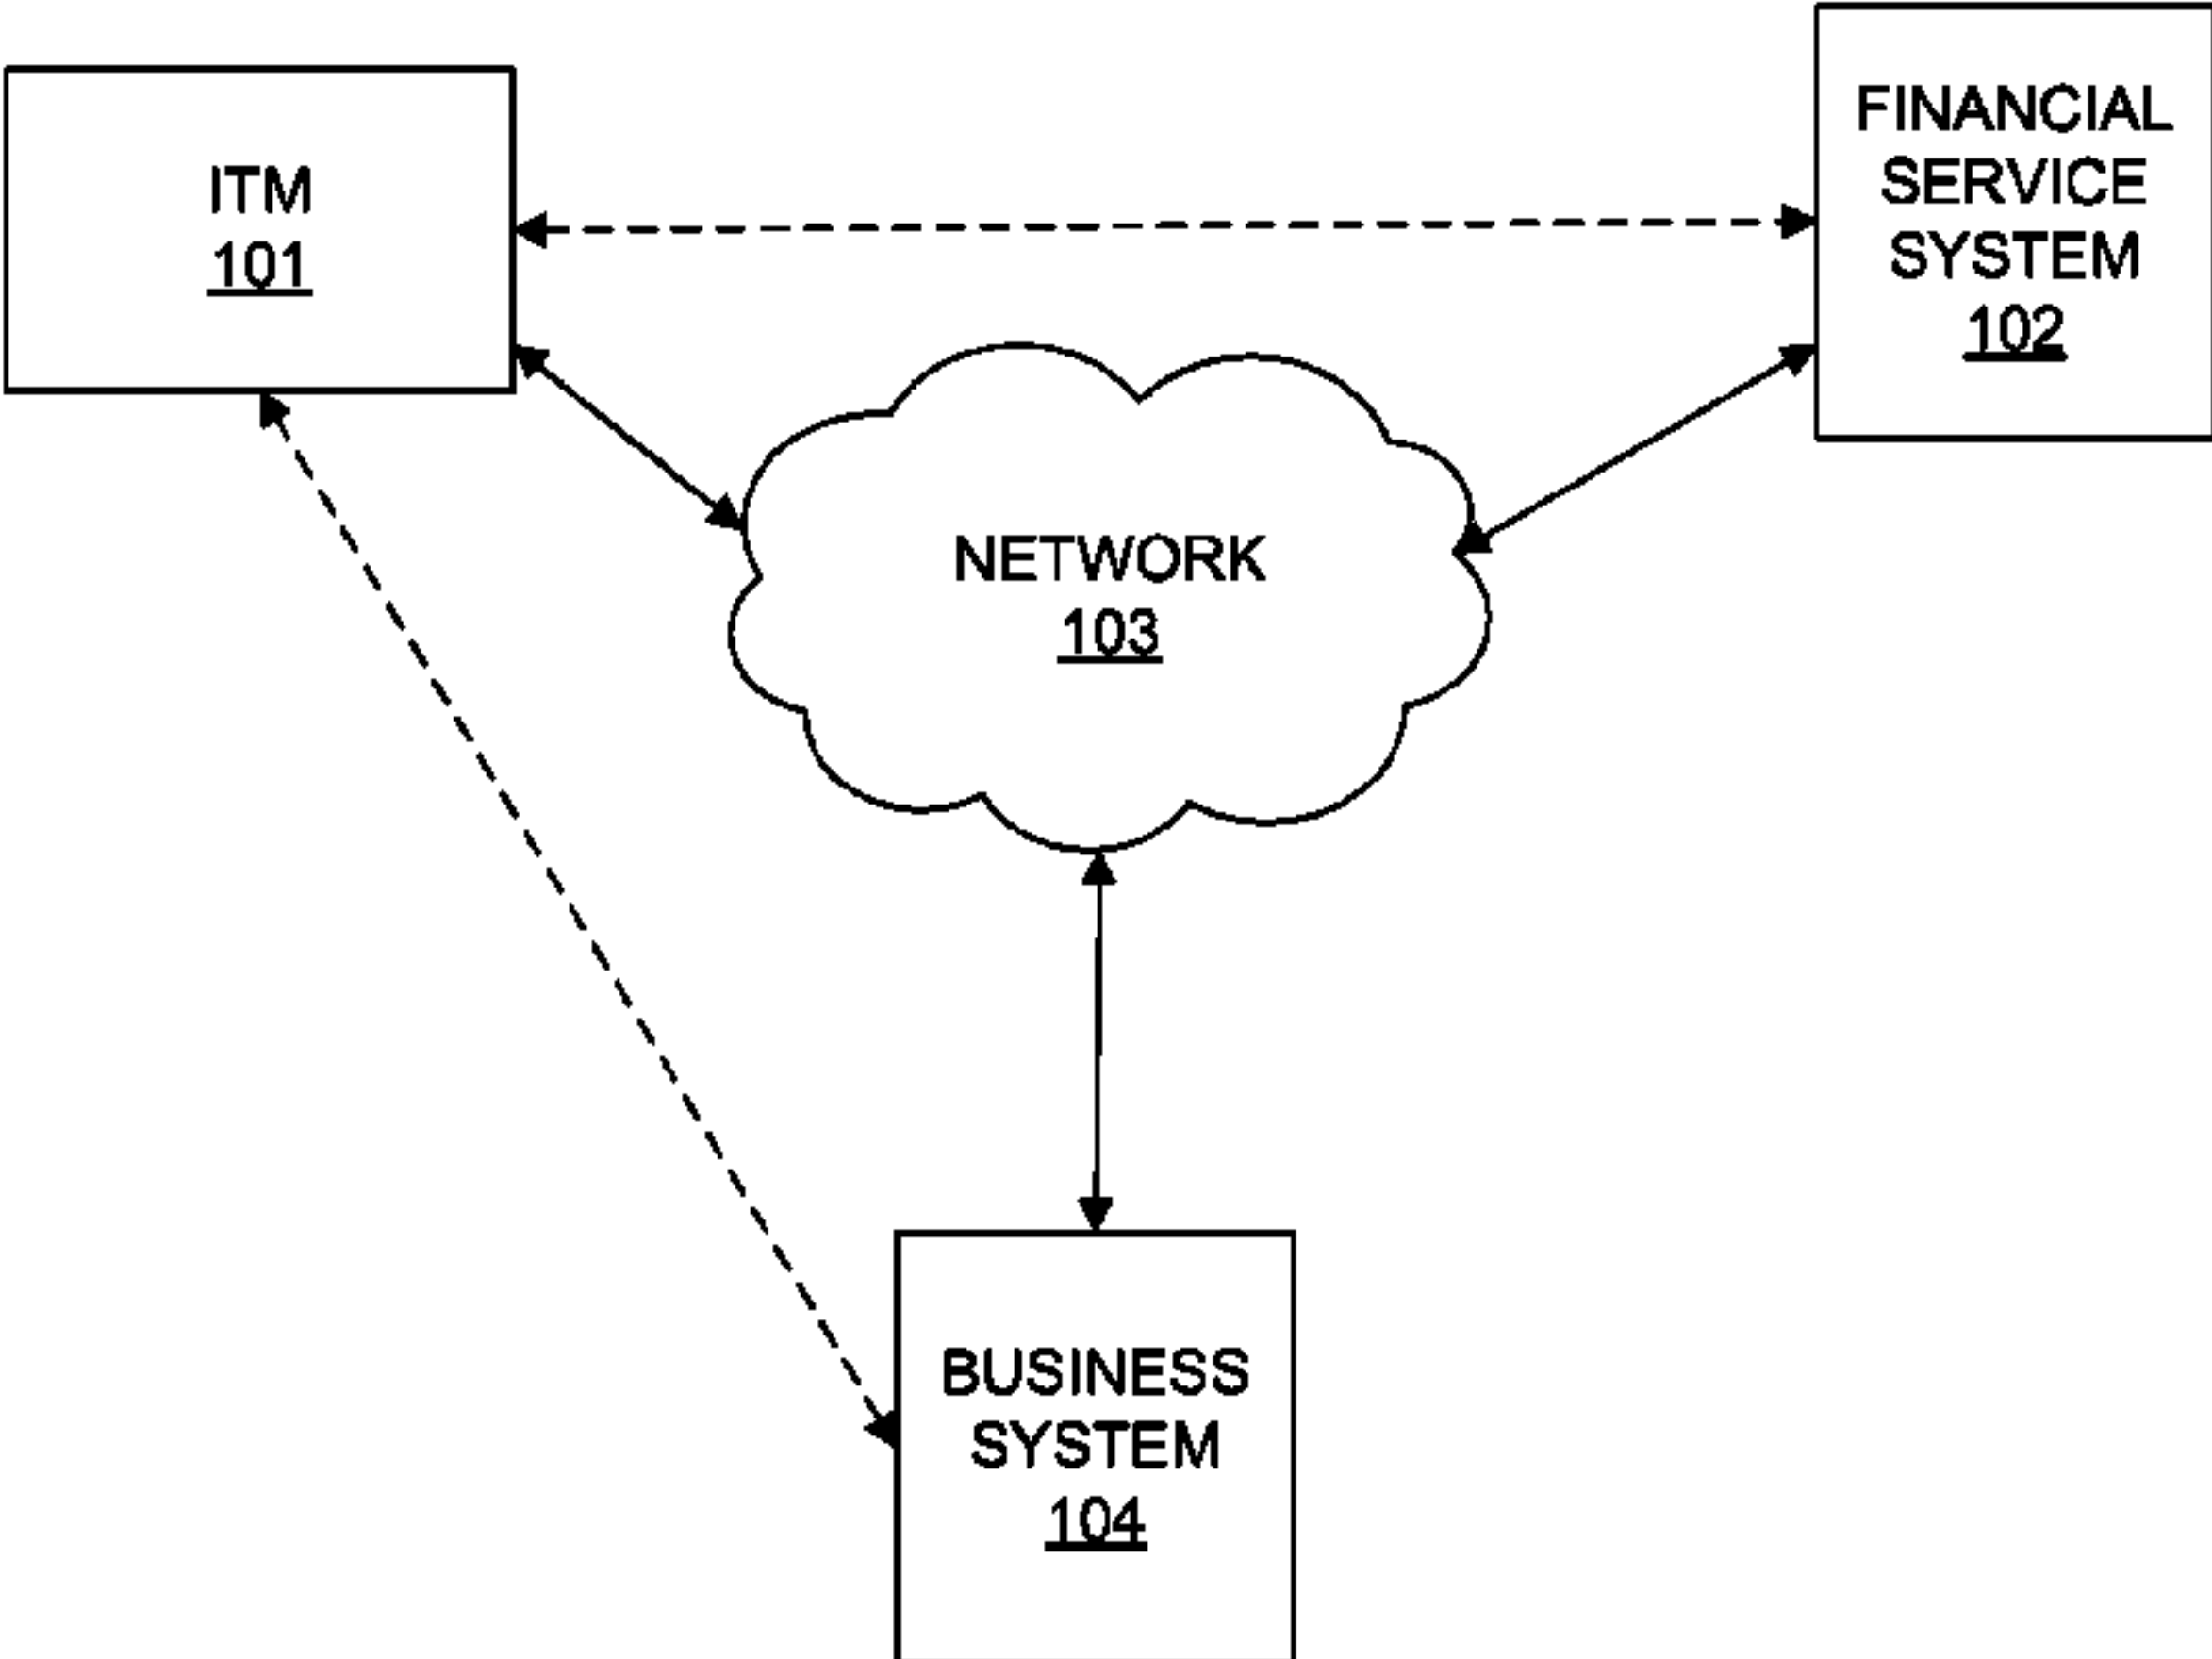 ITM
101
FINANCIAL
SERVICE
SYSTEM
102
NETWORK
103
BUSINESS
SYSTEM
104